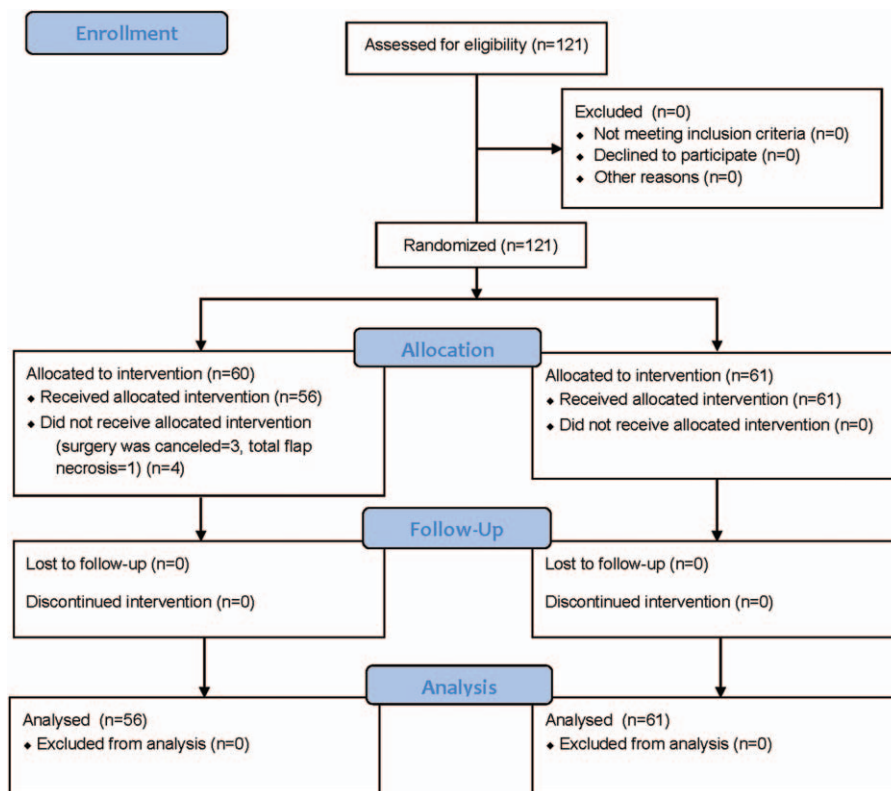 Enrollment
Assessed for eligibility (n=121)
Excluded (n=0)
◆ Not meeting inclusion criteria (n=0)
◆ Declined to participate (n=0)
◆ Other reasons (n=0)
Randomized (n=121)
Allocation
Allocated to intervention (n=60)
◆ Received allocated intervention (n=56)
◆ Did not receive allocated intervention
(surgery was canceled=3, total flap
necrosis=1) (n=4)
Allocated to intervention (n=61)
◆ Received allocated intervention (n=61)
◆ Did not receive allocated intervention (n=0)
Follow-Up
Lost to follow-up (n=0)
Discontinued intervention (n=0)
Lost to follow-up (n=0)
Discontinued intervention (n=0)
Analysis
Analysed (n=56)
◆ Excluded from analysis (n=0)
Analysed (n=61)
◆ Excluded from analysis (n=0)